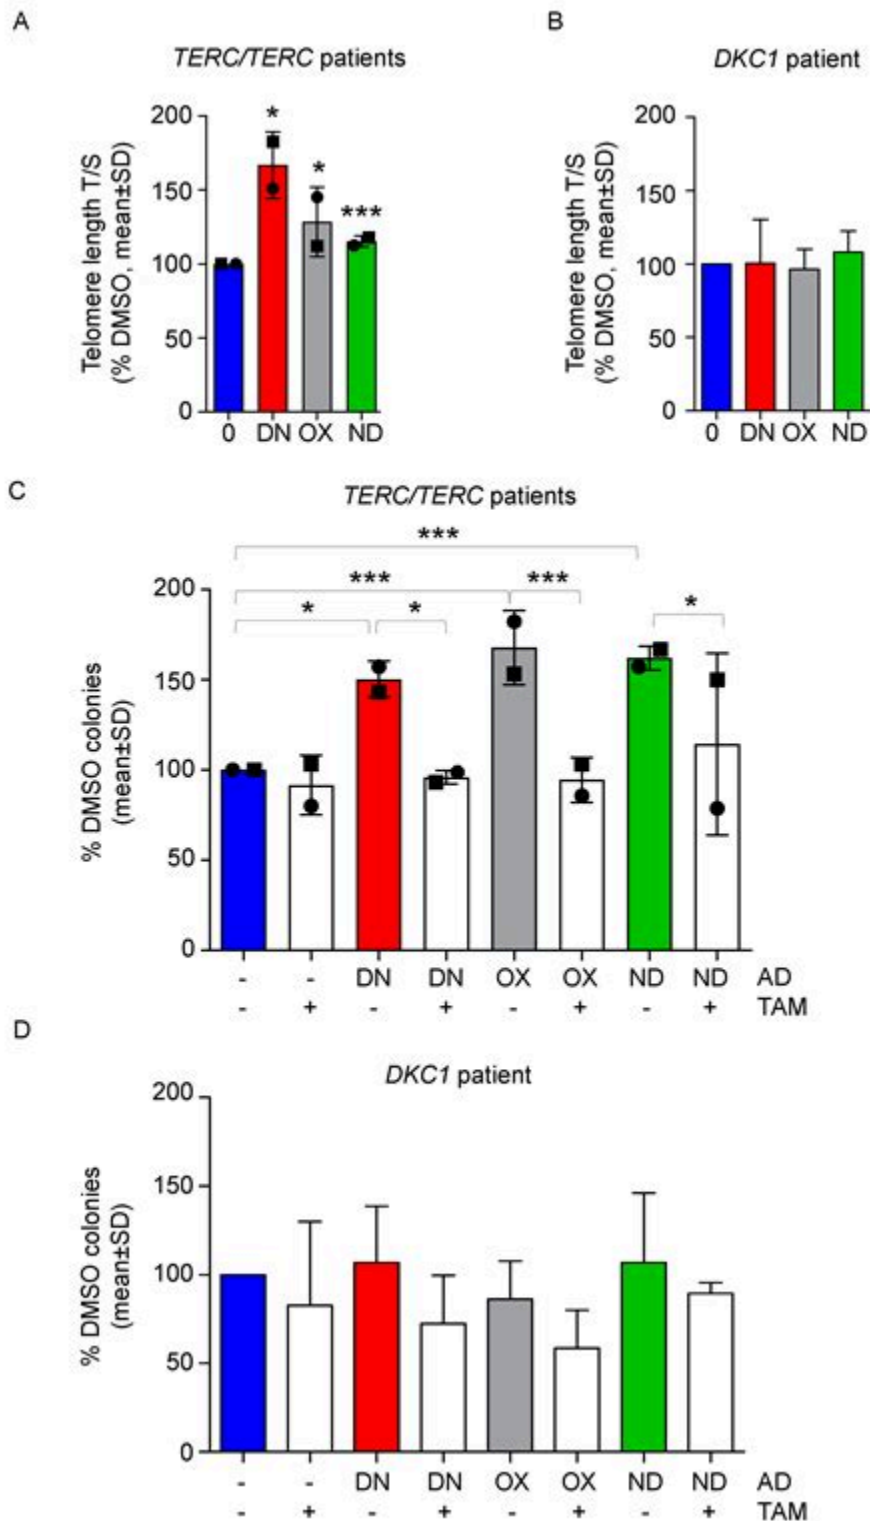 A
TERC/TERC patients
Telomere length T/S
(% DMSO, mean±SD)
200
150
100
50
0
*
*
***
0 DN OX ND
B
DKC1 patient
Telomere length T/S
(% DMSO, mean±SD)
200
150
100
50
0
0 DN OX ND
C
TERC/TERC patients
% DMSO colonies
(mean±SD)
200
150
100
50
0
***
*** ***
* * *
- - DN DN OX OX ND ND AD
- + - + - + - + TAM
D
DKC1 patient
% DMSO colonies
(mean±SD)
200
150
100
50
0
- - DN DN OX OX ND ND AD
- + - + - + - + TAM